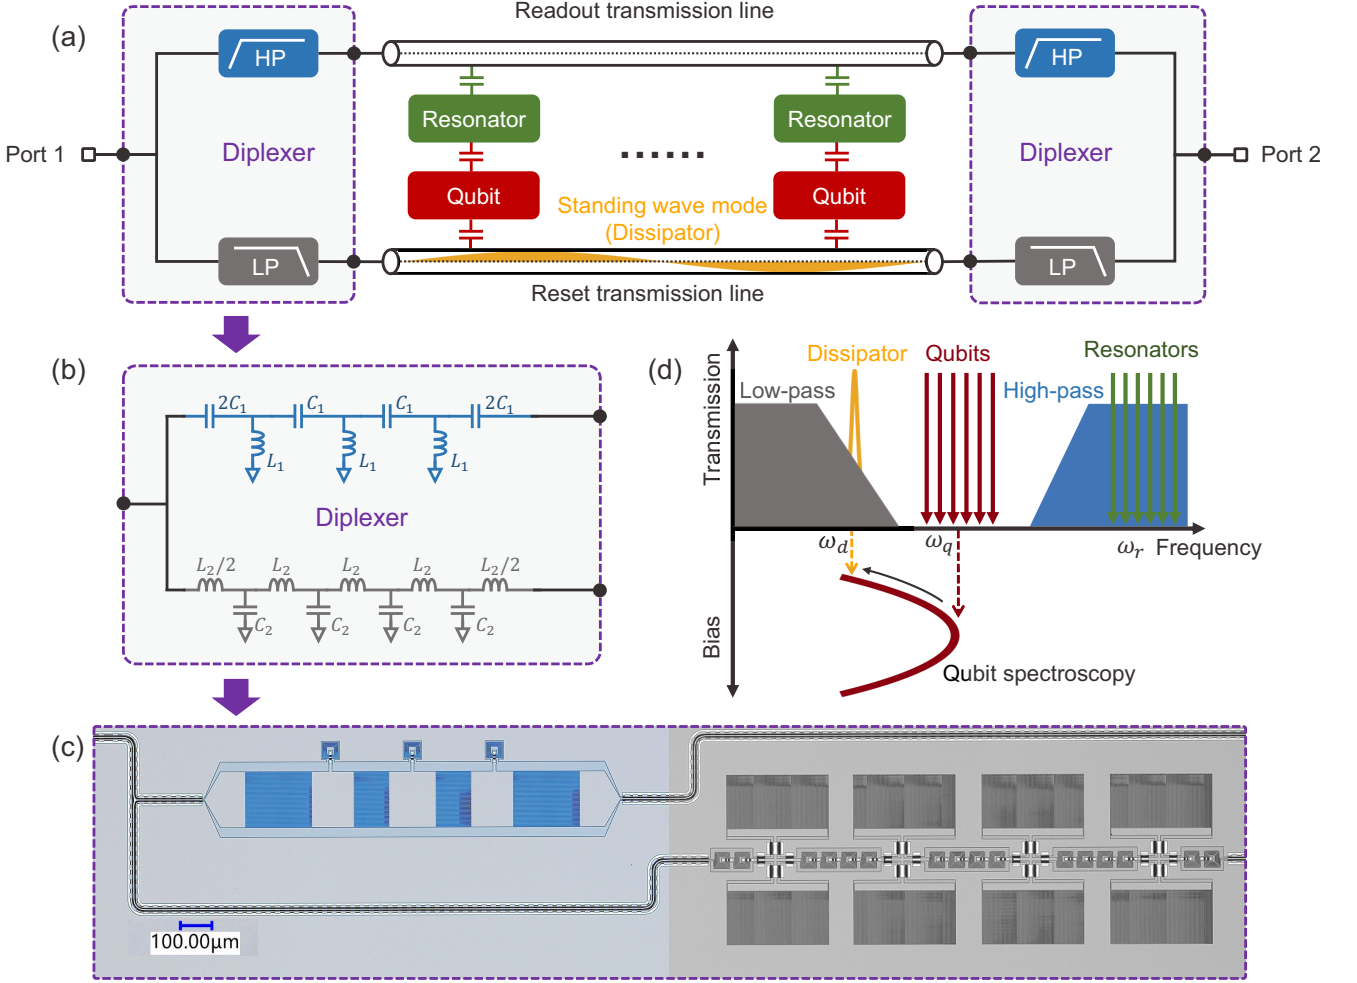 (a)
Readout transmission line
HP
HP
Resonator
Resonator
Port 1
Diplexer
......
Diplexer
Port 2
Qubit
Standing wave mode
(Dissipator)
Qubit
LP
LP
Reset transmission line
(b)
2C₁ C₁ C₁ 2C₁
L₁ L₁ L₁
Diplexer
L₂/2 L₂ L₂ L₂ L₂/2
C₂ C₂ C₂ C₂
(d)
Transmission
Dissipator Qubits Resonators
Low-pass High-pass
ω_d ω_q ω_r Frequency
Bias
Qubit spectroscopy
(c)
100.00μm